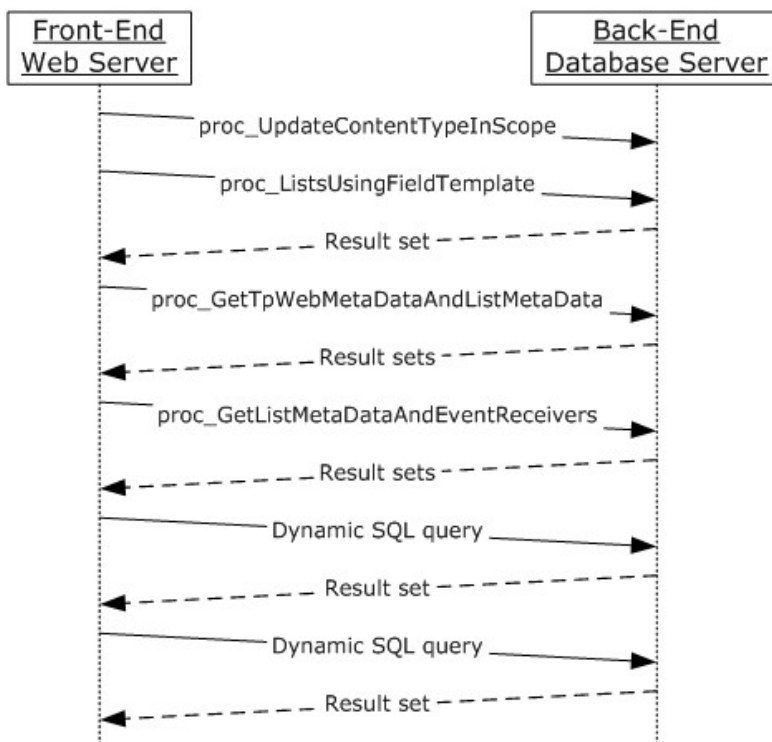 Front-End
Web Server
Back-End
Database Server
proc_UpdateContentTypeInScope
proc_ListsUsingFieldTemplate
Result set
proc_GetTpWebMetaDataAndListMetaData
Result sets
proc_GetListMetaDataAndEventReceivers
Result sets
Dynamic SQL query
Result set
Dynamic SQL query
Result set